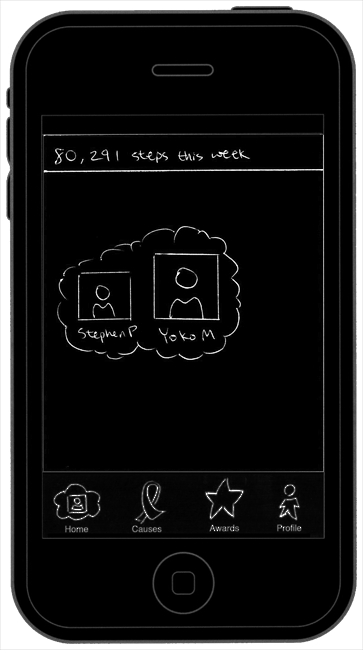 80,291 steps this week
Stephen P Yoko M
Home Causes Awards Profile